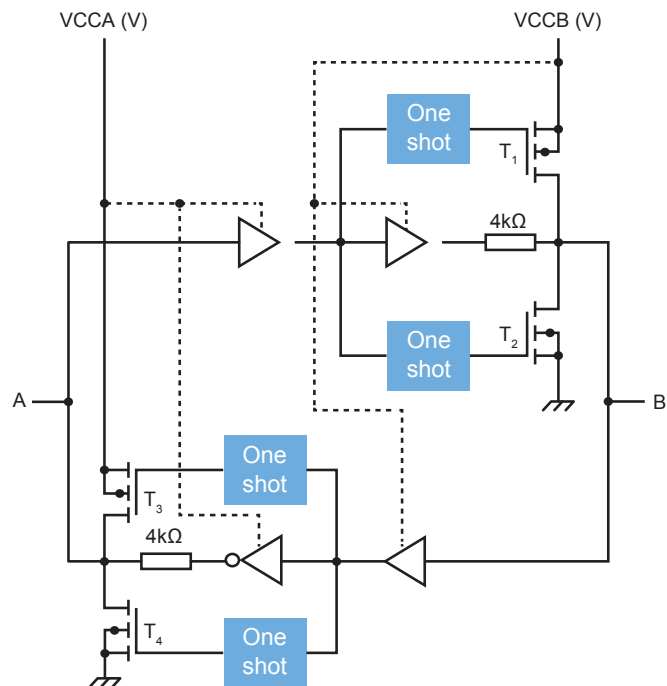 VCCA (V)
VCCB (V)
One
shot
T1
4kΩ
One
shot
T2
A
B
One
shot
T3
4kΩ
One
shot
T4